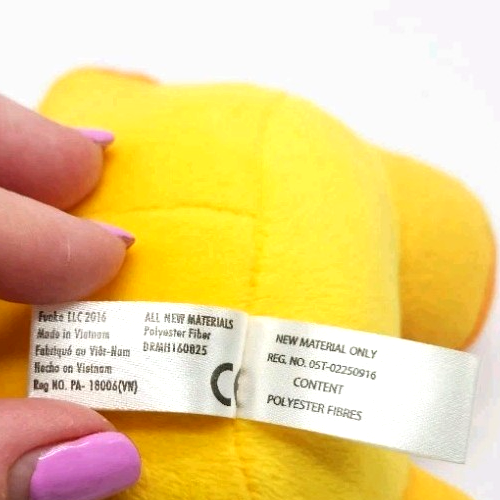 Funko LLC 2016
Made in Vietnam
Fabriqué au Viêt-Nam
Hecho en Vietnam
Reg NO. PA- 18006(VN)
ALL NEW MATERIALS
Polyester Fiber
DRMH160825
NEW MATERIAL ONLY
REG. NO. 05T-02250916
CONTENT
POLYESTER FIBRES